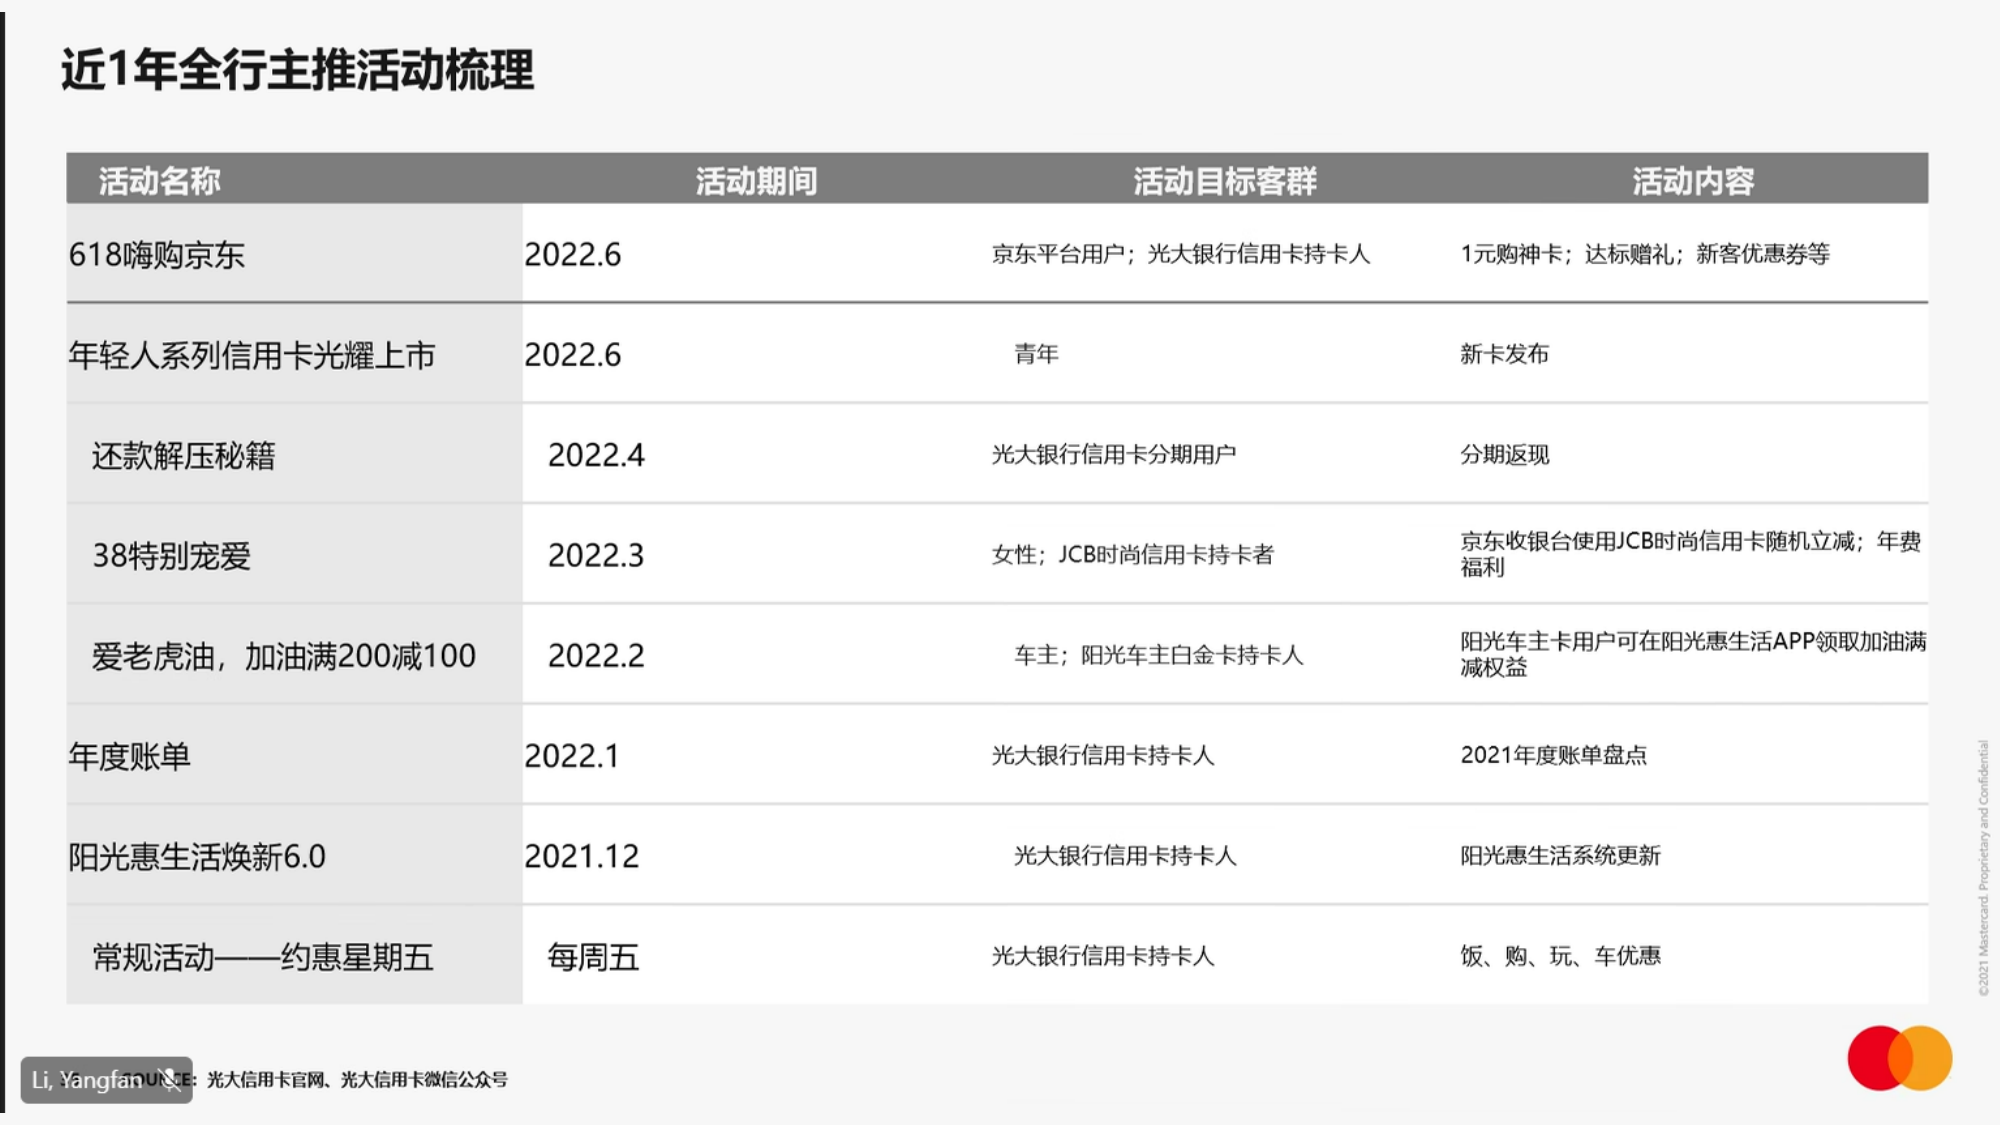 近1年全行主推活动梳理
活动名称 活动期间 活动目标客群 活动内容
618嗨购京东 2022.6 京东平台用户；光大银行信用卡持卡人 1元购神卡；达标赠礼；新客优惠券等
年轻人系列信用卡光耀上市 2022.6 青年 新卡发布
还款解压秘籍 2022.4 光大银行信用卡分期用户 分期返现
38特别宠爱 2022.3 女性；JCB时尚信用卡持卡者 京东收银台使用JCB时尚信用卡随机立减；年费
福利
爱老虎油，加油满200减100 2022.2 车主；阳光车主白金卡持卡人 阳光车主卡用户可在阳光惠生活APP领取加油满
减权益
年度账单 2022.1 光大银行信用卡持卡人 2021年度账单盘点
阳光惠生活焕新6.0 2021.12 光大银行信用卡持卡人 阳光惠生活系统更新
常规活动——约惠星期五 每周五 光大银行信用卡持卡人 饭、购、玩、车优惠
©2021 Mastercard. Proprietary and Confidential
Li, Yangfan
SOURCE：光大信用卡官网、光大信用卡微信公众号